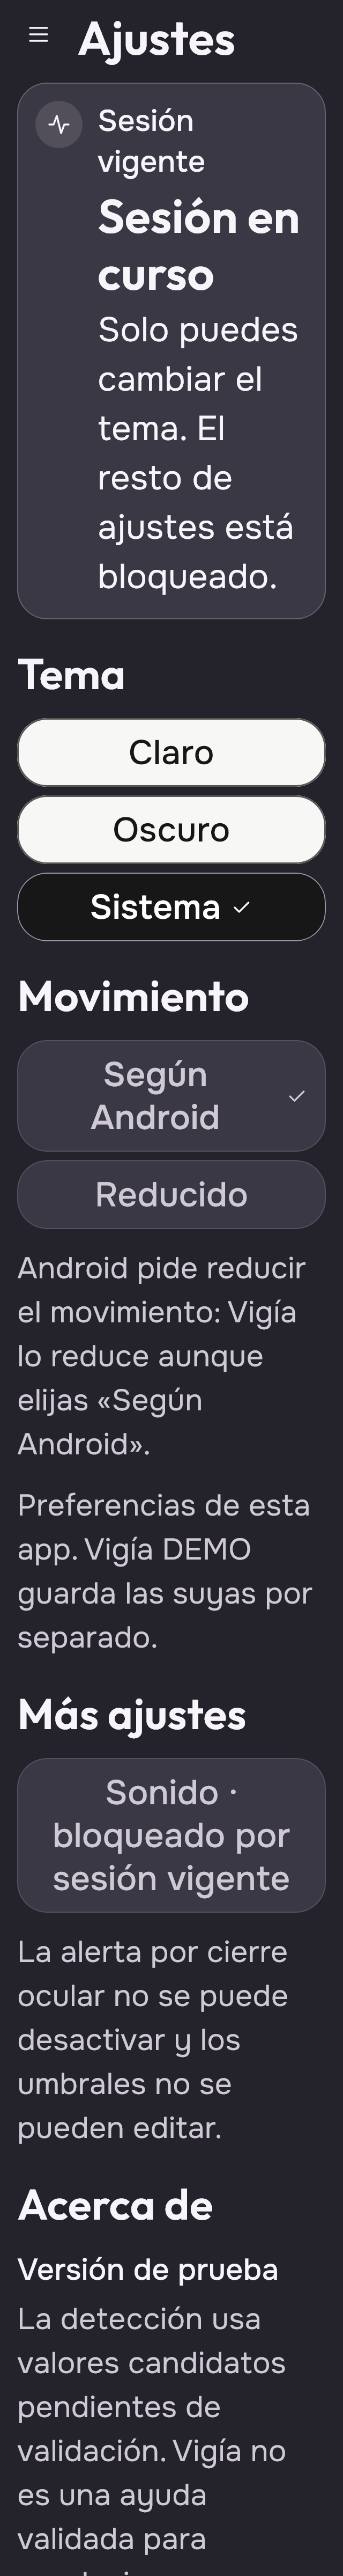 Ajustes
Sesión
vigente
Sesión en
curso
Solo puedes
cambiar el
tema. El
resto de
ajustes está
bloqueado.
Tema
Claro
Oscuro
Sistema ✓
Movimiento
Según
Android ✓
Reducido
Android pide reducir
el movimiento: Vigía
lo reduce aunque
elijas «Según
Android».
Preferencias de esta
app. Vigía DEMO
guarda las suyas por
separado.
Más ajustes
Sonido ·
bloqueado por
sesión vigente
La alerta por cierre
ocular no se puede
desactivar y los
umbrales no se
pueden editar.
Acerca de
Versión de prueba
La detección usa
valores candidatos
pendientes de
validación. Vigía no
es una ayuda
validada para